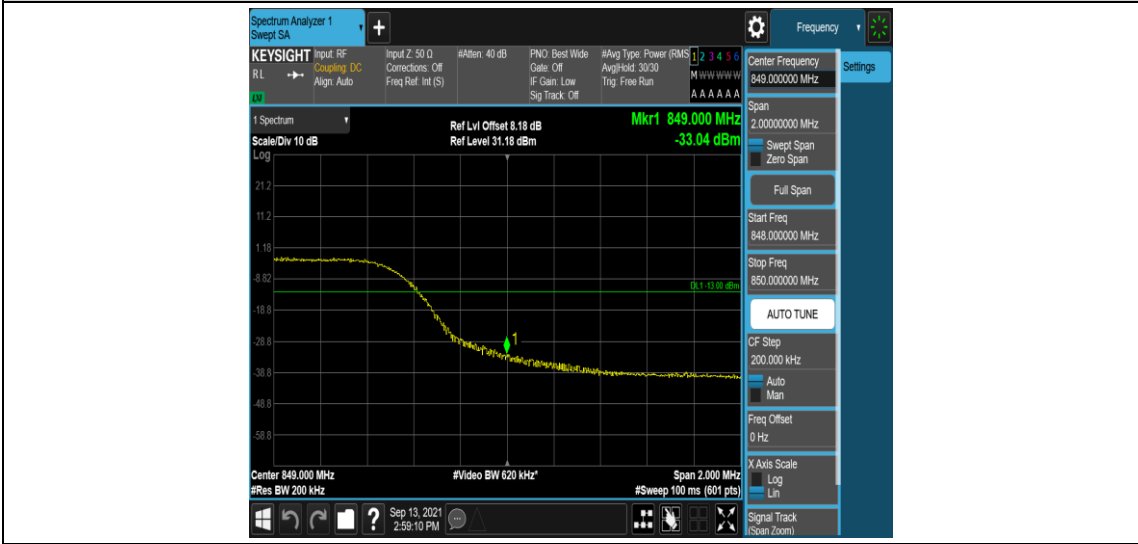 Spectrum Analyzer 1
Swept SA
+
Frequency
KEYSIGHT
RL
LM
Input: RF
Coupling: DC
Align: Auto
Input Z: 50 Ω
Corrections: Off
Freq Ref: Int (S)
#Atten: 40 dB
PNO: Best Wide
Gate: Off
IF Gain: Low
Sig Track: Off
#Avg Type: Power (RMS
Avg|Hold: 30/30
Trig: Free Run
1 2 3 4 5 6
M W W W W W
A A A A A A
1 Spectrum
Scale/Div 10 dB
Log
Ref Lvl Offset 8.18 dB
Ref Level 31.18 dBm
Mkr1 849.000 MHz
-33.04 dBm
21.2
11.2
1.18
-8.82
-18.8
-28.8
-38.8
-48.8
-58.8
DL1 -13.00 dBm
1
Center 849.000 MHz
#Res BW 200 kHz
#Video BW 620 kHz*
Span 2.000 MHz
#Sweep 100 ms (601 pts)
Sep 13, 2021
2:59:10 PM
?
Center Frequency
849.000000 MHz
Settings
Span
2.00000000 MHz
Swept Span
Zero Span
Full Span
Start Freq
848.000000 MHz
Stop Freq
850.000000 MHz
AUTO TUNE
CF Step
200.000 kHz
Auto
Man
Freq Offset
0 Hz
X Axis Scale
Log
Lin
Signal Track
(Span Zoom)